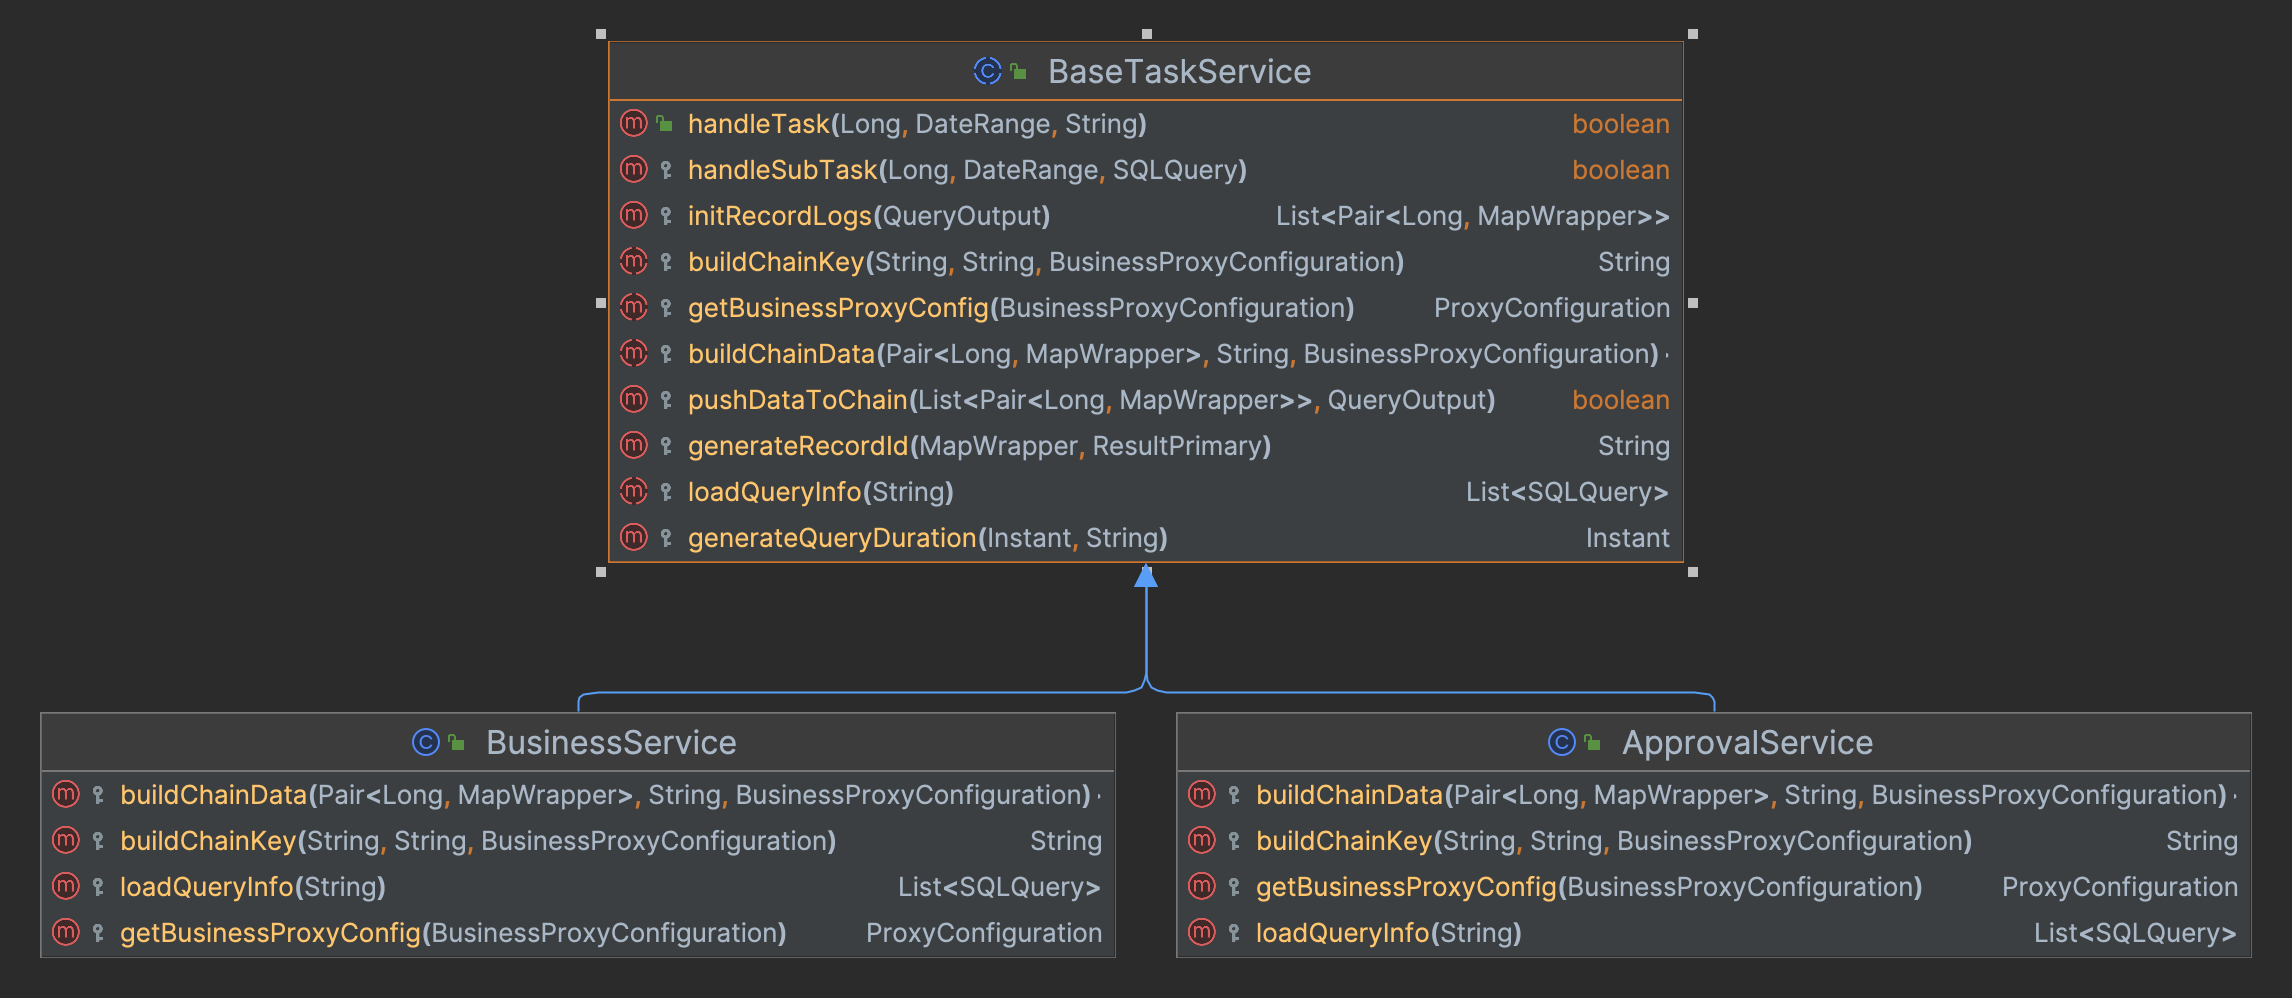 BaseTaskService
handleTask(Long, DateRange, String) boolean
handleSubTask(Long, DateRange, SQLQuery) boolean
initRecordLogs(QueryOutput) List<Pair<Long, MapWrapper>>
buildChainKey(String, String, BusinessProxyConfiguration) String
getBusinessProxyConfig(BusinessProxyConfiguration) ProxyConfiguration
buildChainData(Pair<Long, MapWrapper>, String, BusinessProxyConfiguration)
pushDataToChain(List<Pair<Long, MapWrapper>>, QueryOutput) boolean
generateRecordId(MapWrapper, ResultPrimary) String
loadQueryInfo(String) List<SQLQuery>
generateQueryDuration(Instant, String) Instant
BusinessService
buildChainData(Pair<Long, MapWrapper>, String, BusinessProxyConfiguration)
buildChainKey(String, String, BusinessProxyConfiguration) String
loadQueryInfo(String) List<SQLQuery>
getBusinessProxyConfig(BusinessProxyConfiguration) ProxyConfiguration
ApprovalService
buildChainData(Pair<Long, MapWrapper>, String, BusinessProxyConfiguration)
buildChainKey(String, String, BusinessProxyConfiguration) String
getBusinessProxyConfig(BusinessProxyConfiguration) ProxyConfiguration
loadQueryInfo(String) List<SQLQuery>